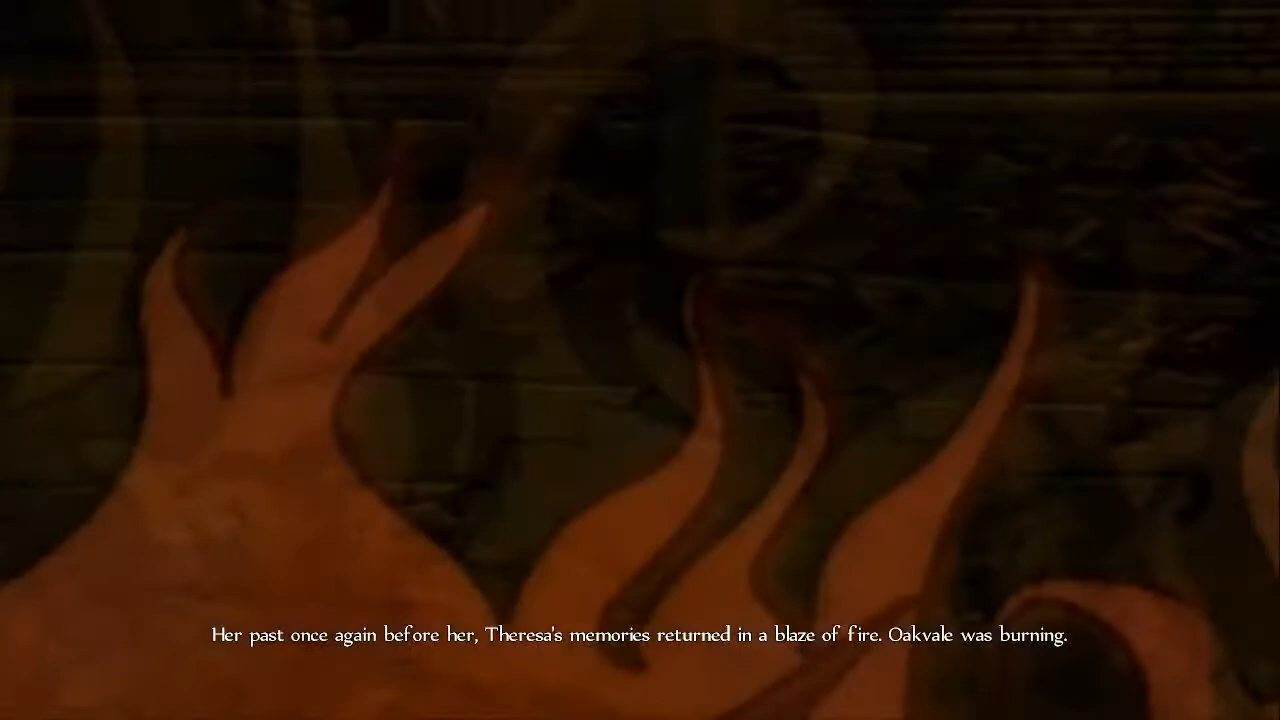 Her past once again before her, Theresa's memories returned in a blaze of fire. Oakvale was burning.